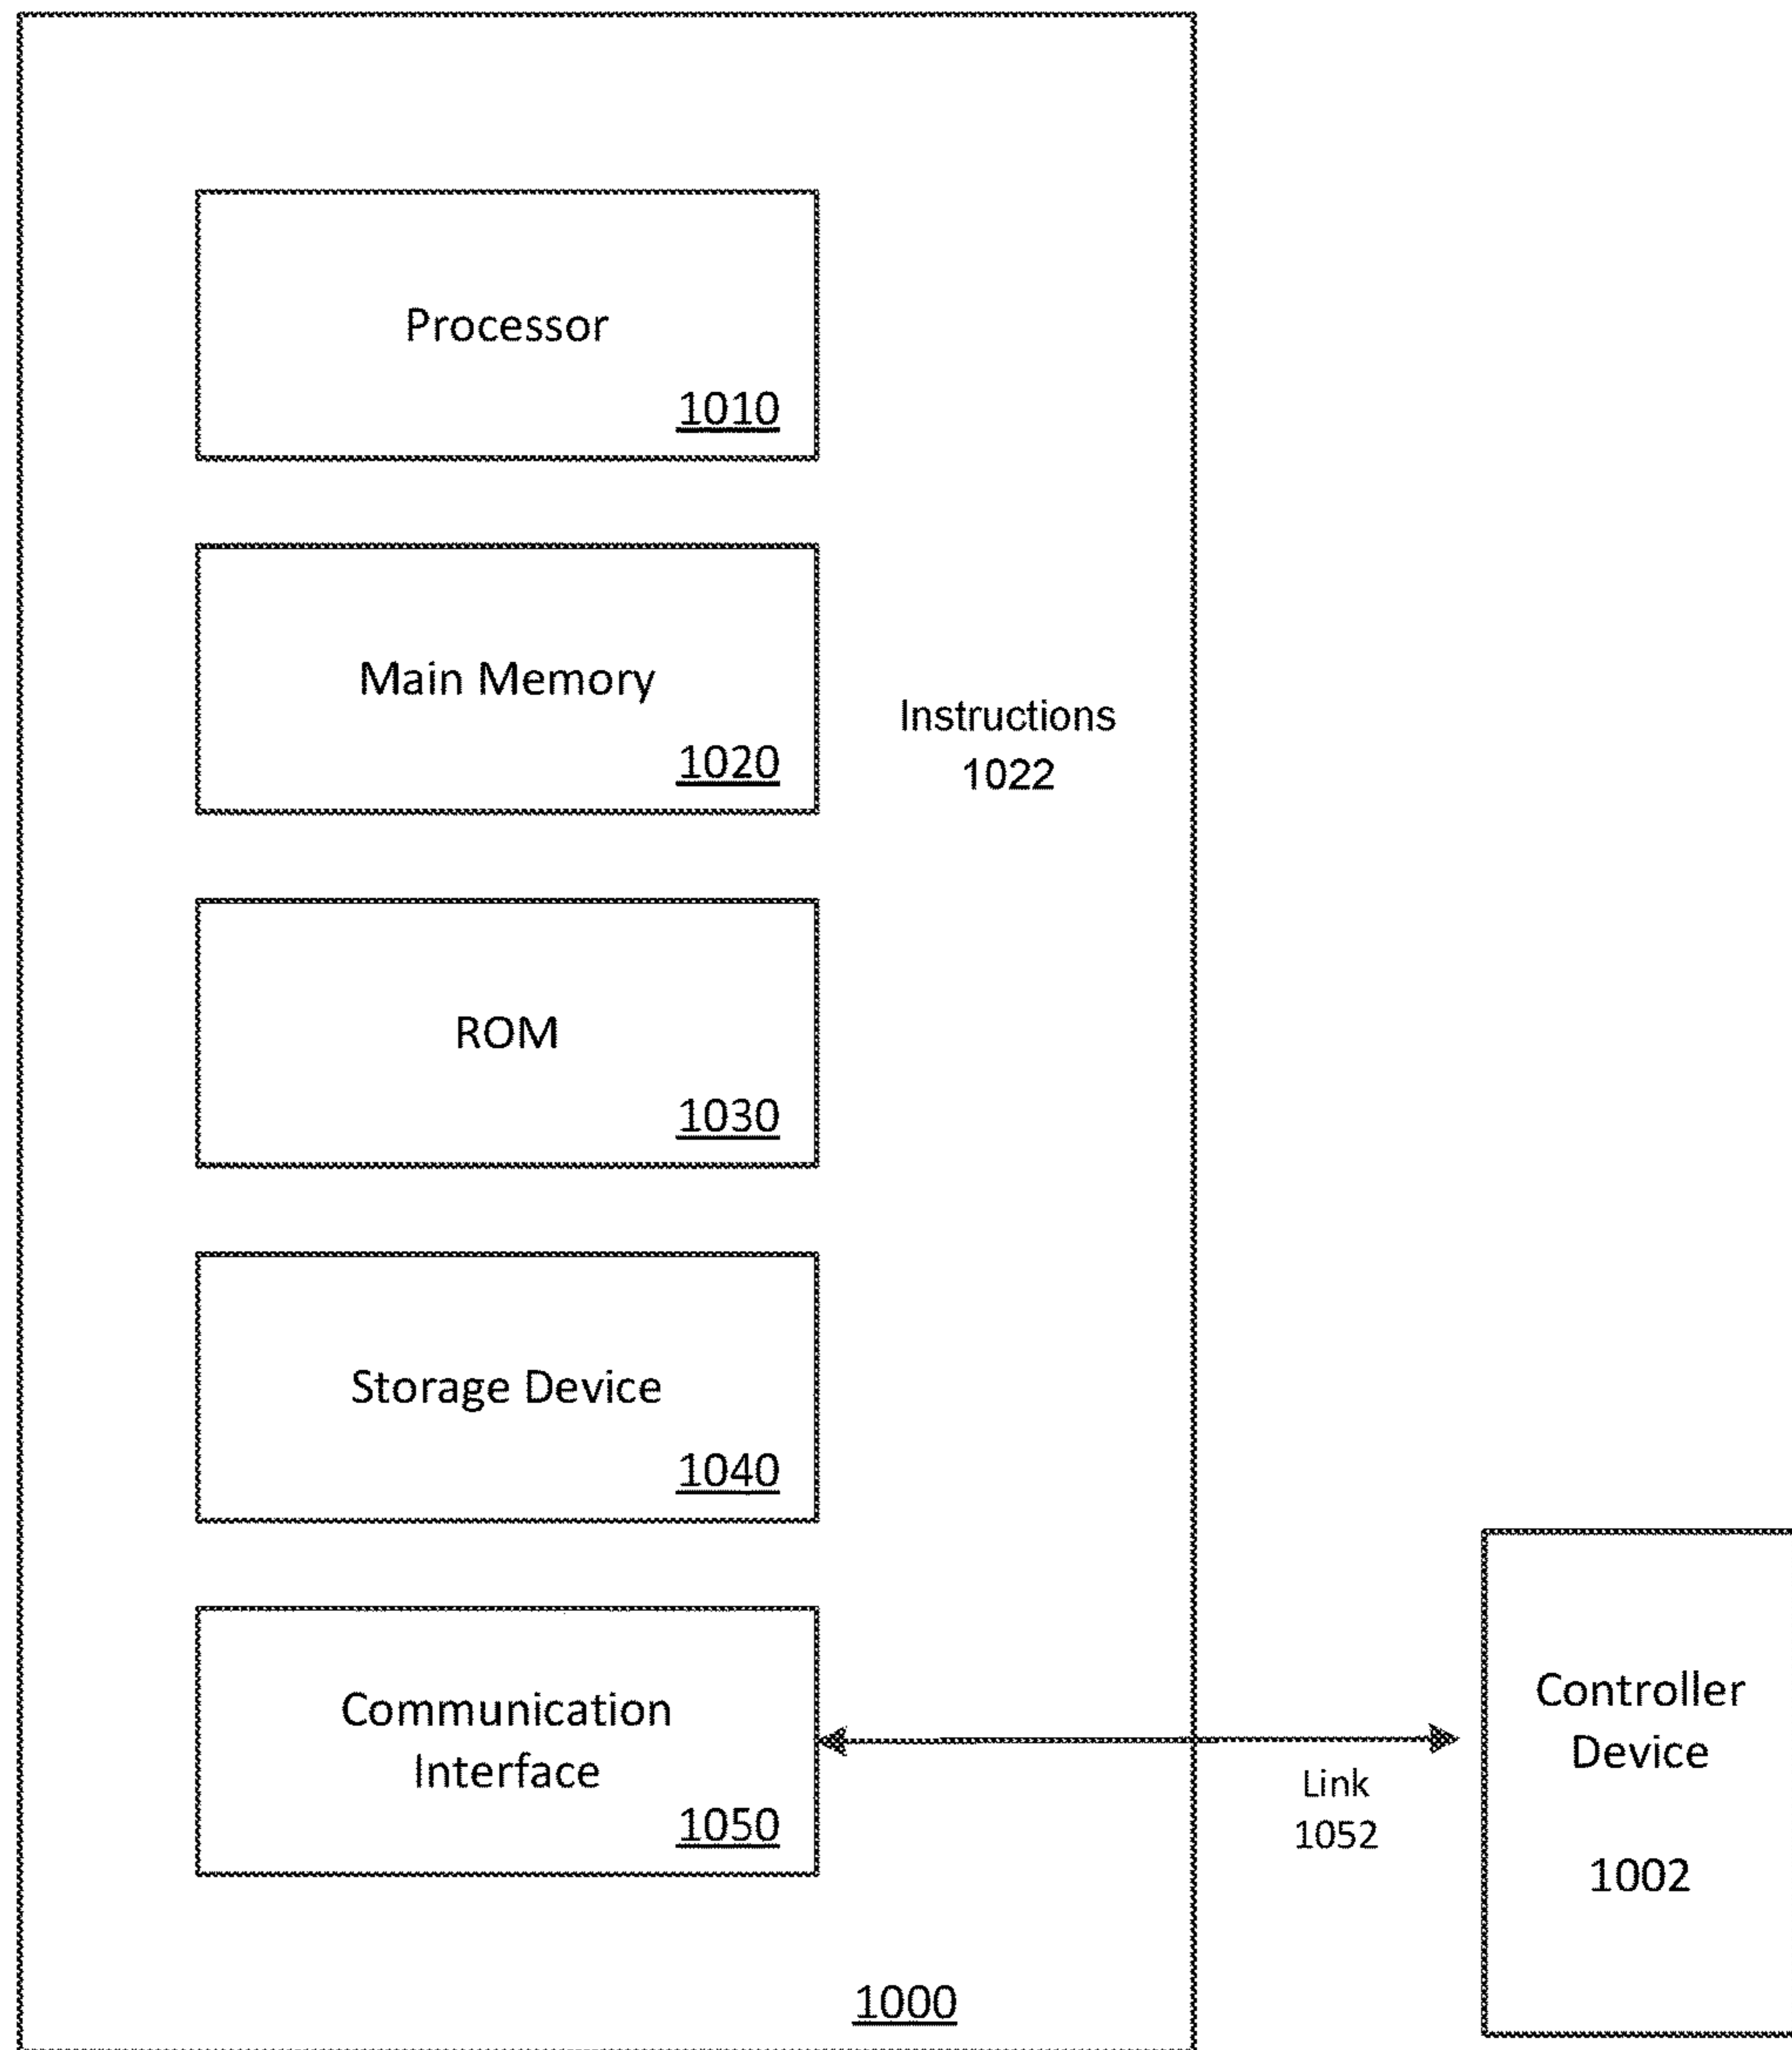 Processor
1010
Main Memory
1020
Instructions
1022
ROM
1030
Storage Device
1040
Communication
Interface
1050
Link
1052
Controller
Device
1002
1000